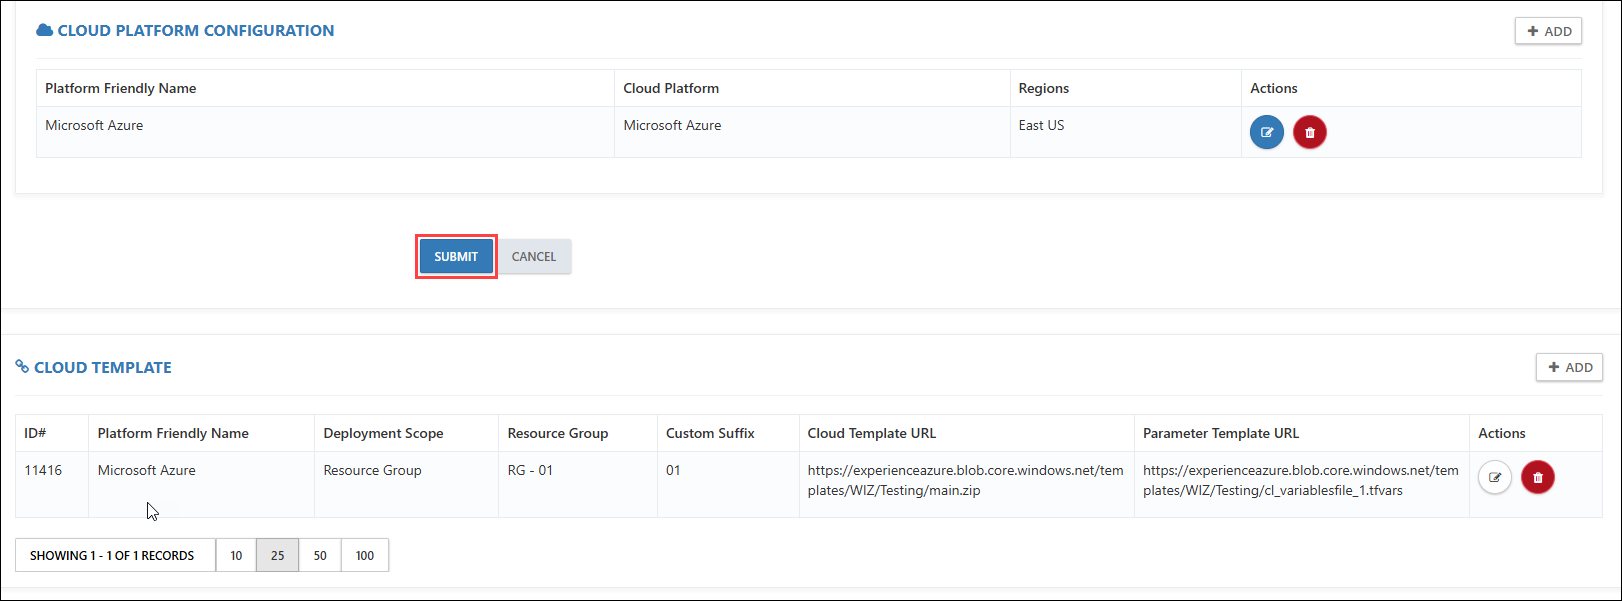 CLOUD PLATFORM CONFIGURATION
+ ADD
Platform Friendly Name Cloud Platform Regions Actions
Microsoft Azure Microsoft Azure East US
SUBMIT CANCEL
CLOUD TEMPLATE
+ ADD
ID# Platform Friendly Name Deployment Scope Resource Group Custom Suffix Cloud Template URL Parameter Template URL Actions
11416 Microsoft Azure Resource Group RG - 01 01 https://experienceazure.blob.core.windows.net/tem https://experienceazure.blob.core.windows.net/tem
plates/WIZ/Testing/main.zip plates/WIZ/Testing/cl_variablesfile_1.tfvars
SHOWING 1 - 1 OF 1 RECORDS 10 25 50 100